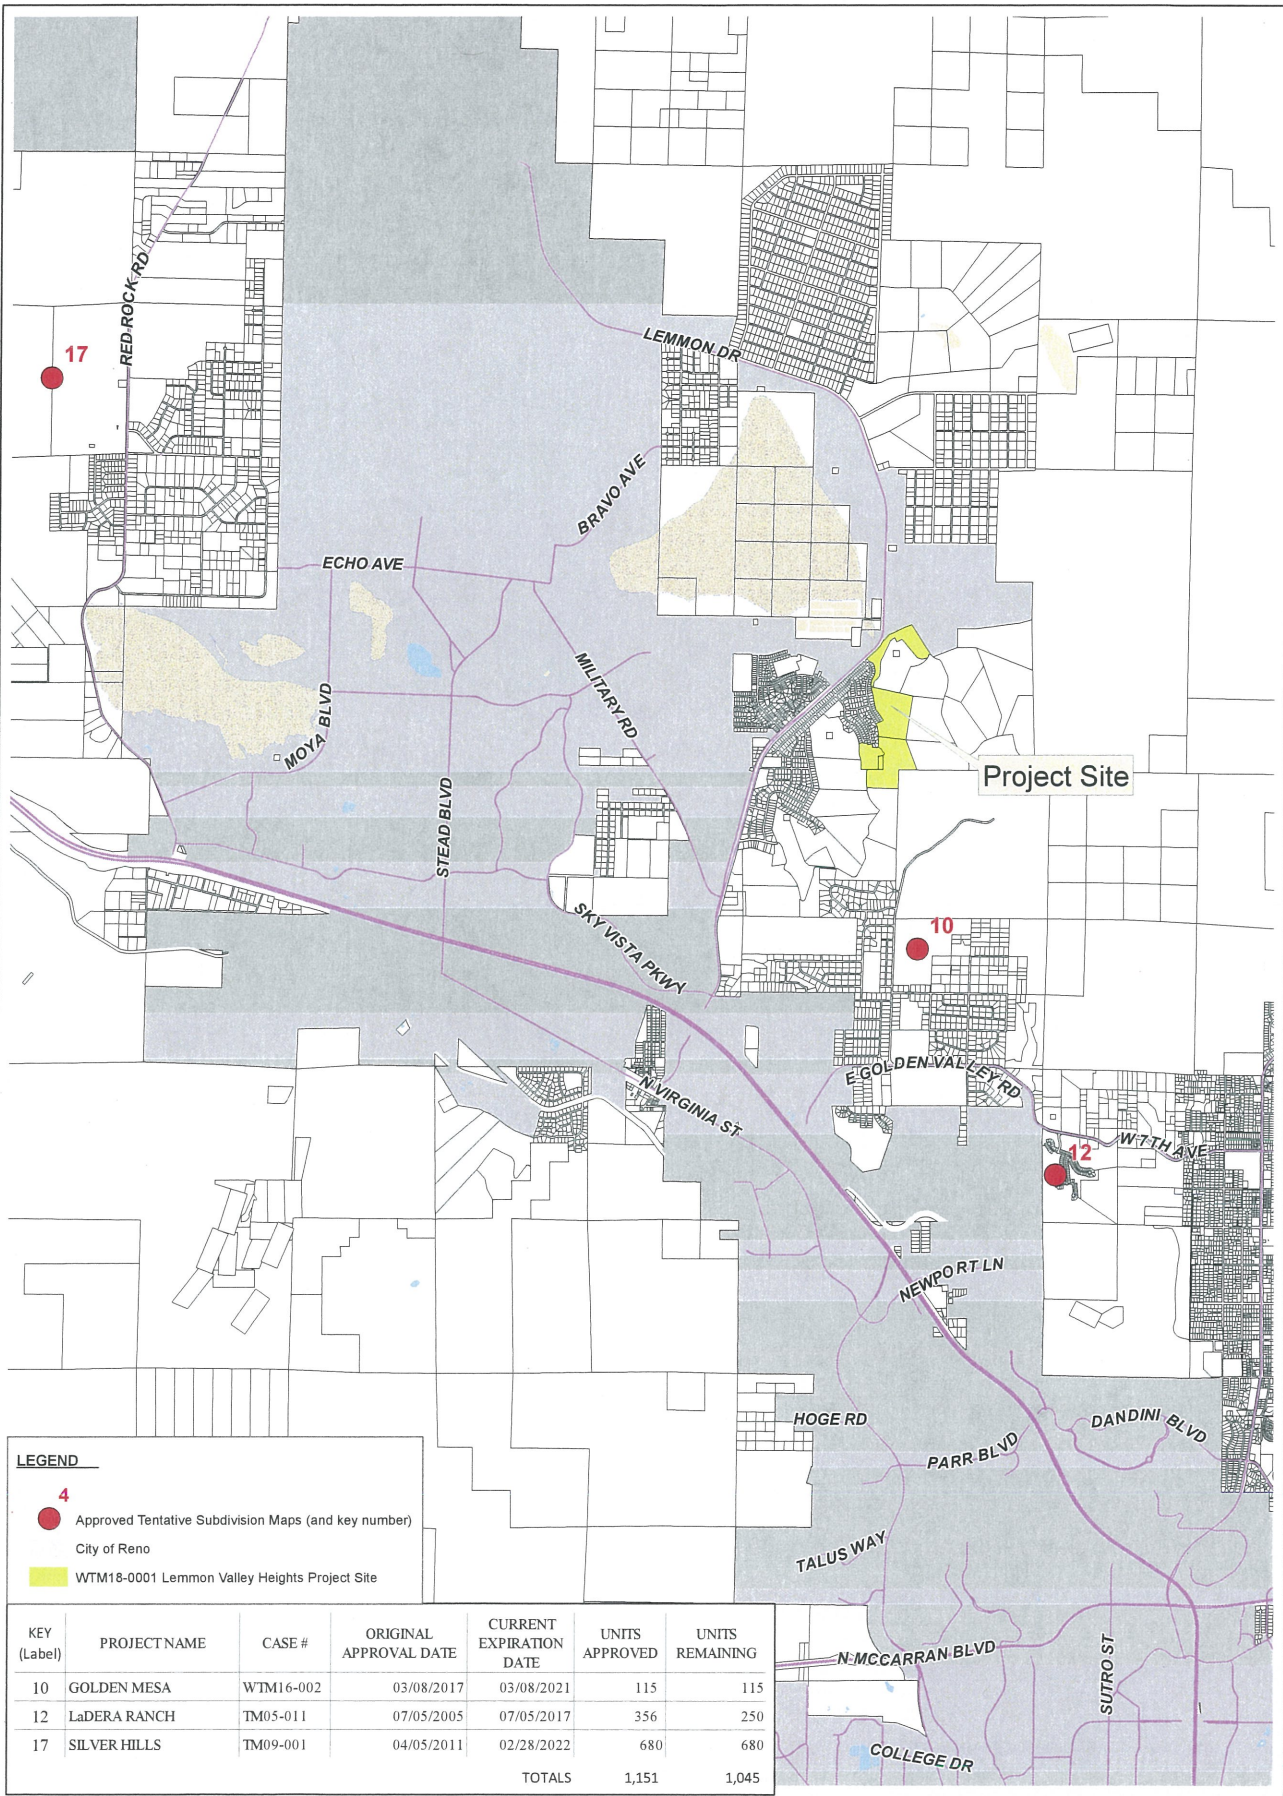 RED ROCK RD
17
LEMMON DR
BRAVO AVE
ECHO AVE
MILITARY RD
MOYA BLVD
Project Site
STEAD BLVD
SKY VISTA PKWY
10
E GOLDEN VALLEY RD
N VIRGINIA ST
W 7TH AVE
12
NEWPORT LN
HOGE RD
DANDINI BLVD
PARR BLVD
TALUS WAY
N MCCARRAN BLVD
SUTRO ST
COLLEGE DR
LEGEND
4
Approved Tentative Subdivision Maps (and key number)
City of Reno
WTM18-0001 Lemmon Valley Heights Project Site
KEY (Label) PROJECT NAME CASE # ORIGINAL APPROVAL DATE CURRENT EXPIRATION DATE UNITS APPROVED UNITS REMAINING
10 GOLDEN MESA WTM16-002 03/08/2017 03/08/2021 115 115
12 LaDERA RANCH TM05-011 07/05/2005 07/05/2017 356 250
17 SILVER HILLS TM09-001 04/05/2011 02/28/2022 680 680
TOTALS 1,151 1,045